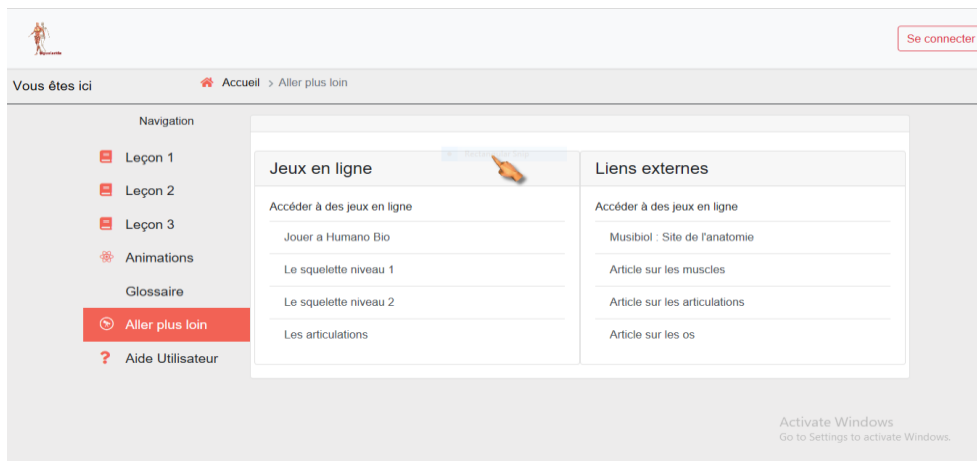 Se connecter
Vous êtes ici
Accueil > Aller plus loin
Navigation
Leçon 1
Leçon 2
Leçon 3
Animations
Glossaire
Aller plus loin
Aide Utilisateur
Jeux en ligne
Accéder à des jeux en ligne
Jouer a Humano Bio
Le squelette niveau 1
Le squelette niveau 2
Les articulations
Liens externes
Accéder à des jeux en ligne
Musibiol : Site de l'anatomie
Article sur les muscles
Article sur les articulations
Article sur les os
Activate Windows
Go to Settings to activate Windows.